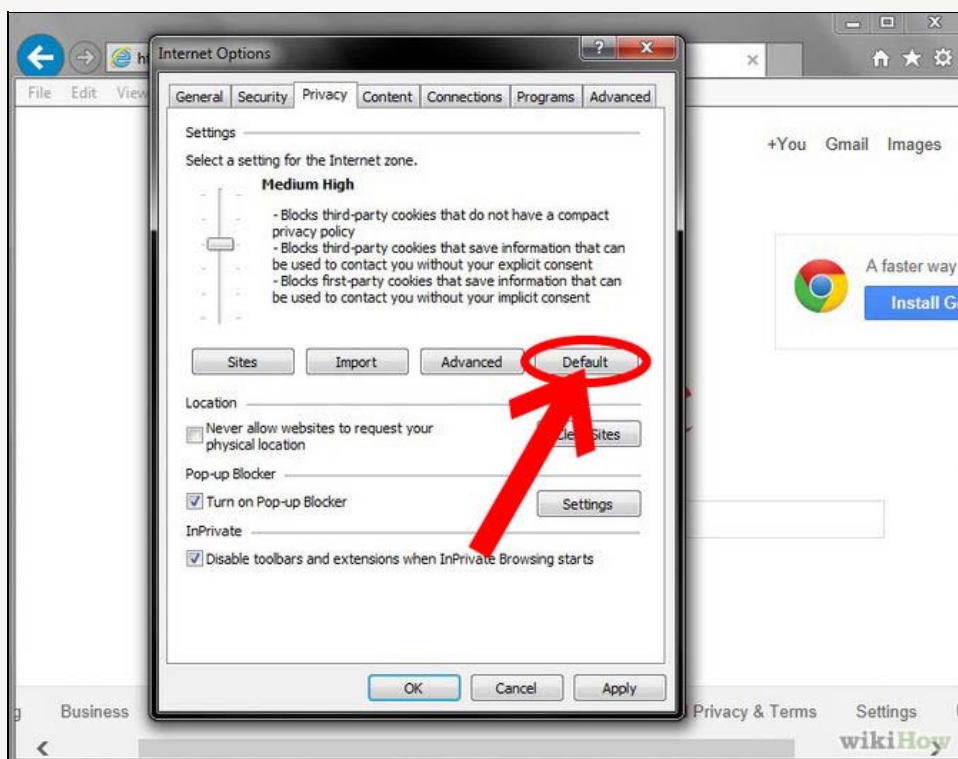 Internet Options
File Edit View
General Security Privacy Content Connections Programs Advanced
Settings
Select a setting for the Internet zone.
Medium High
- Blocks third-party cookies that do not have a compact
privacy policy
- Blocks third-party cookies that save information that can
be used to contact you without your explicit consent
- Blocks first-party cookies that save information that can
be used to contact you without your implicit consent
Sites Import Advanced Default
Location
Never allow websites to request your
physical location
Sites
Pop-up Blocker
Turn on Pop-up Blocker
Settings
InPrivate
Disable toolbars and extensions when InPrivate Browsing starts
OK Cancel Apply
+You Gmail Images
A faster way
Install
Business
Privacy & Terms Settings
wikiHow